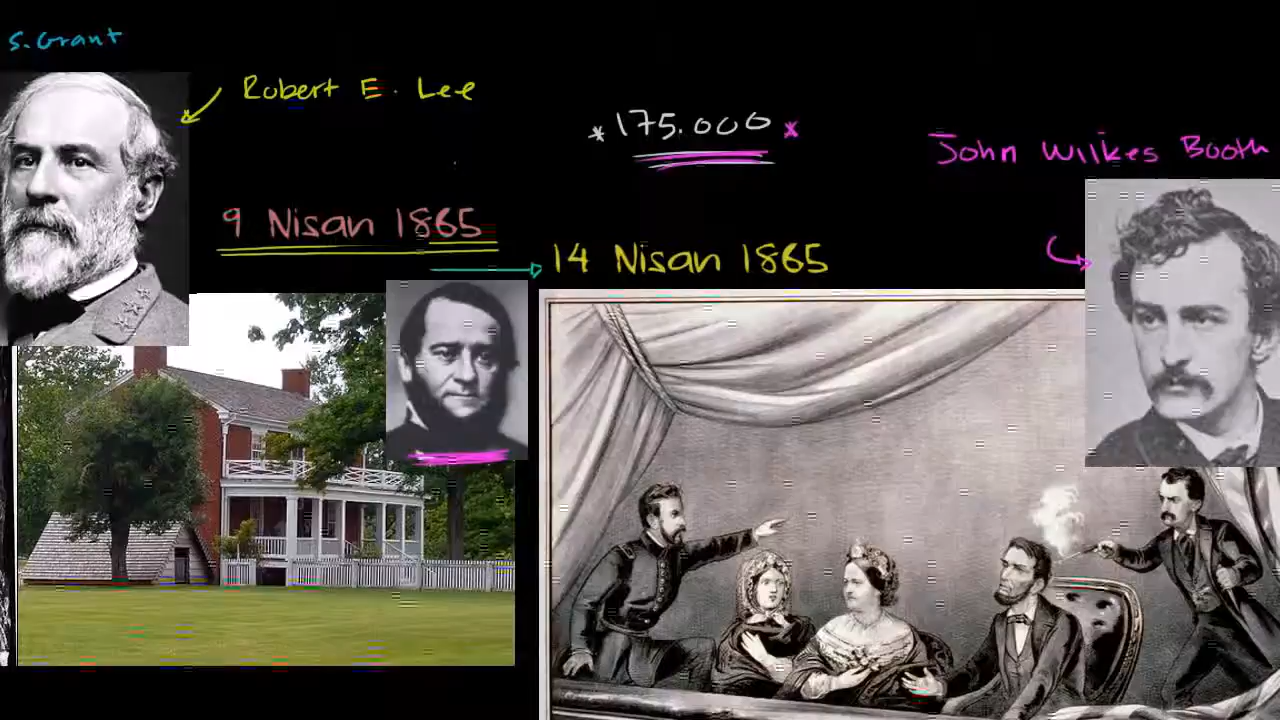 S. Grant
Robert E. Lee
*175.000*
John Wilkes Booth
9 Nisan 1865
14 Nisan 1865